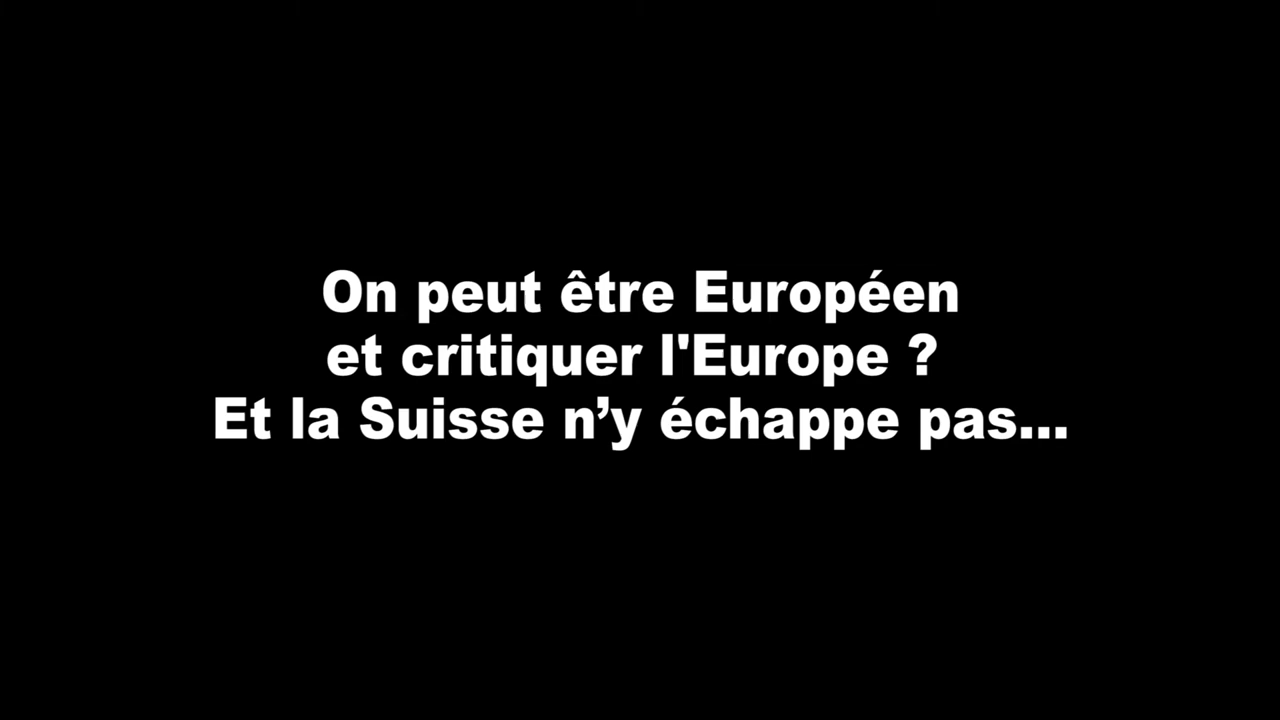 On peut être Européen
et critiquer l'Europe ?
Et la Suisse n’y échappe pas...